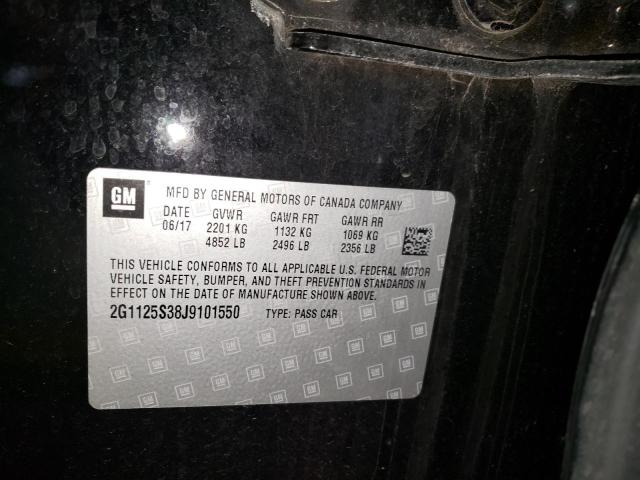 GM
MFD BY GENERAL MOTORS OF CANADA COMPANY
DATE GVWR GAWR FRT GAWR RR
06/17 2201 KG 1132 KG 1069 KG
4852 LB 2496 LB 2356 LB
THIS VEHICLE CONFORMS TO ALL APPLICABLE U.S. FEDERAL MOTOR
VEHICLE SAFETY, BUMPER, AND THEFT PREVENTION STANDARDS IN
EFFECT ON THE DATE OF MANUFACTURE SHOWN ABOVE.
2G1125S38J9101550 TYPE: PASS CAR